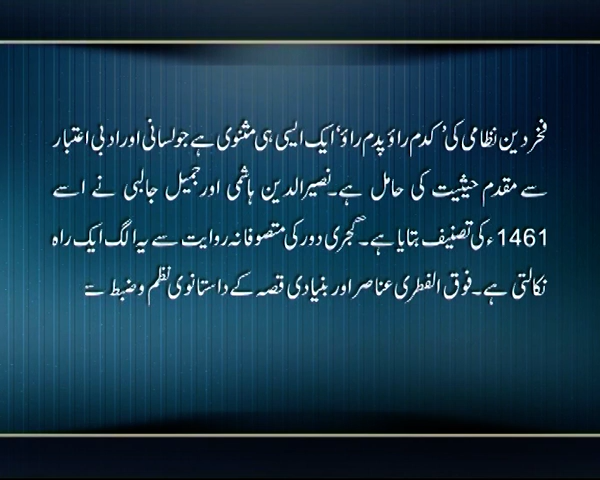 فخر دین نظامی کی ’کدم راؤ پدم راؤ‘ ایک ایسی ہی مثنوی ہے جو لسانی اور ادبی اعتبار
سے مقدم حیثیت کی حامل ہے۔ نصیر الدین ہاشمی اور جمیل جالبی نے اسے
1461ء کی تصنیف بتایا ہے۔ گجری دور کی متصوفانہ روایت سے یہ الگ ایک راہ
نکالتی ہے۔ فوق الفطری عناصر اور بنیادی قصہ کے داستانوی نظم و ضبط سے